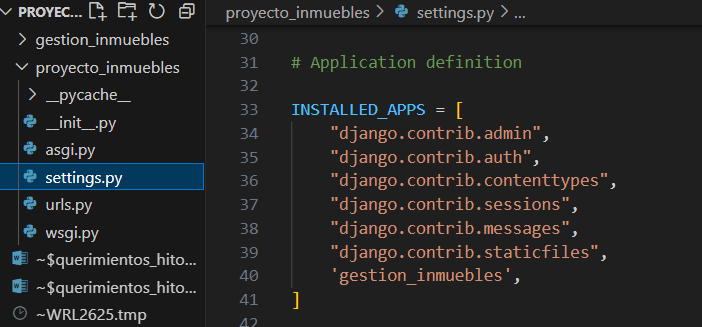 PROYEC...
gestion_inmuebles
proyecto_inmuebles
__pycache__
__init__.py
asgi.py
settings.py
urls.py
wsgi.py
~$querimientos_hito...
~$querimientos_hito...
~WRL2625.tmp
proyecto_inmuebles > settings.py > ...
30
31 # Application definition
32
33 INSTALLED_APPS = [
34     "django.contrib.admin",
35     "django.contrib.auth",
36     "django.contrib.contenttypes",
37     "django.contrib.sessions",
38     "django.contrib.messages",
39     "django.contrib.staticfiles",
40     'gestion_inmuebles',
41 ]
42